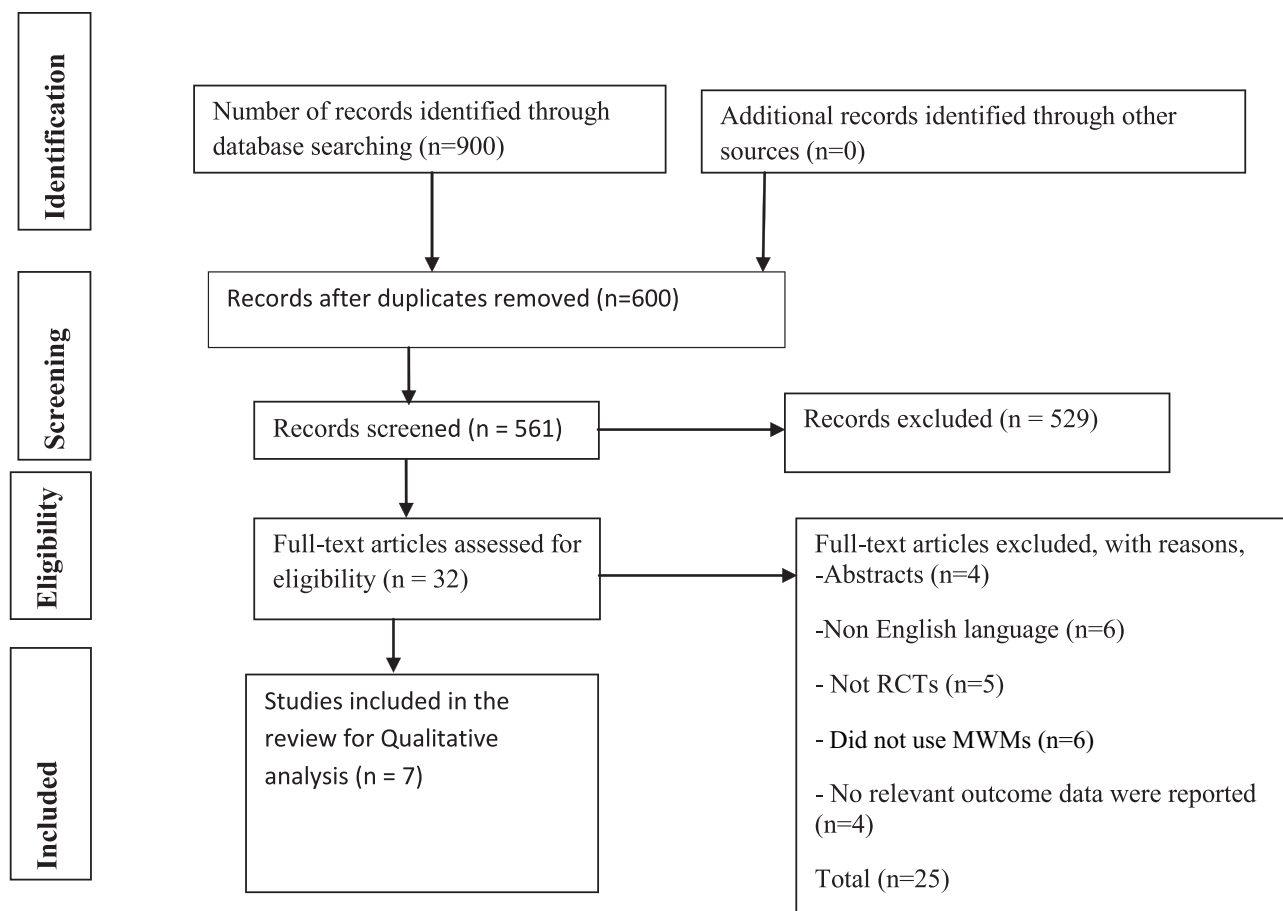 Identification
Number of records identified through
database searching (n=900)
Additional records identified through other
sources (n=0)
Screening
Records after duplicates removed (n=600)
Records screened (n = 561)
Records excluded (n = 529)
Eligibility
Full-text articles assessed for
eligibility (n = 32)
Full-text articles excluded, with reasons,
-Abstracts (n=4)
-Non English language (n=6)
- Not RCTs (n=5)
- Did not use MWMs (n=6)
- No relevant outcome data were reported
(n=4)
Total (n=25)
Included
Studies included in the
review for Qualitative
analysis (n = 7)